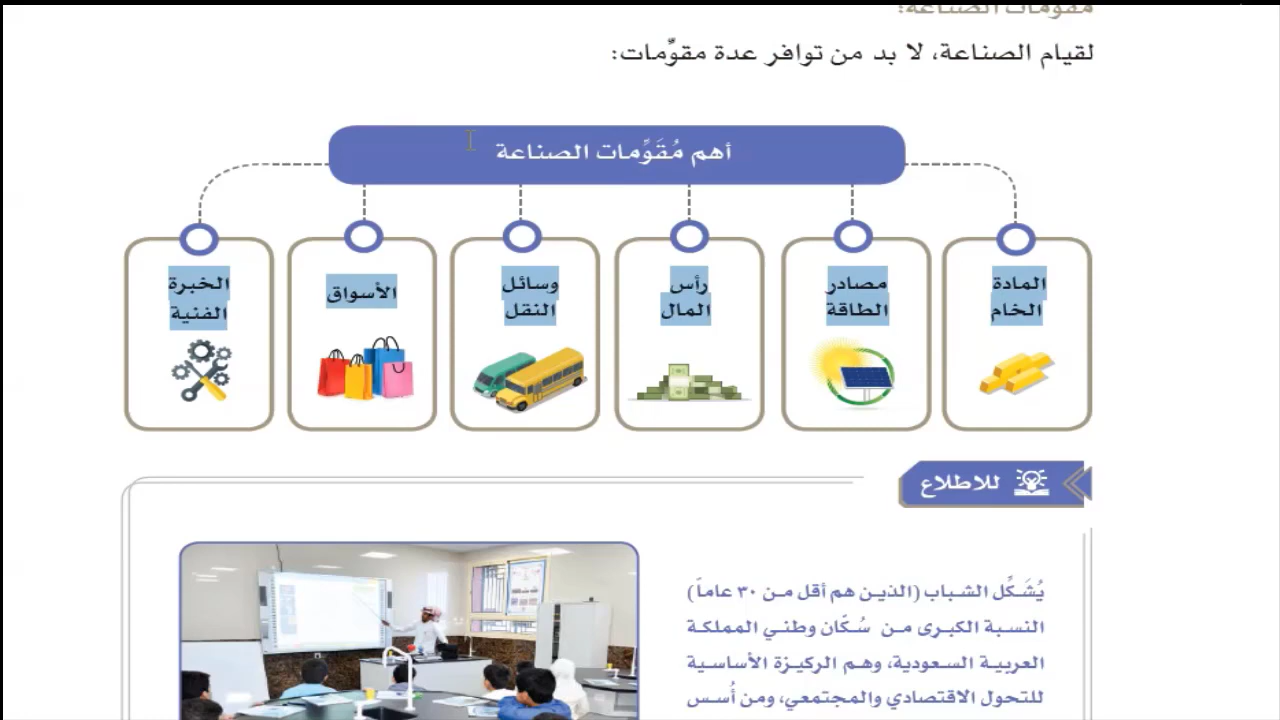 مقومات الصناعة:
لقيام الصناعة، لا بد من توافر عدة مقوِّمات:
أهم مُقَوِّمات الصناعة
المادة
الخام
مصادر
الطاقة
رأس
المال
وسائل
النقل
الأسواق
الخبرة
الفنية
للاطلاع
يُشَكِّل الشباب (الذين هم أقل من ٣٠ عاماً)
النسبة الكبرى من سُكّان وطني المملكة
العربية السعودية، وهم الركيزة الأساسية
للتحول الاقتصادي والمجتمعي، ومن أُسس